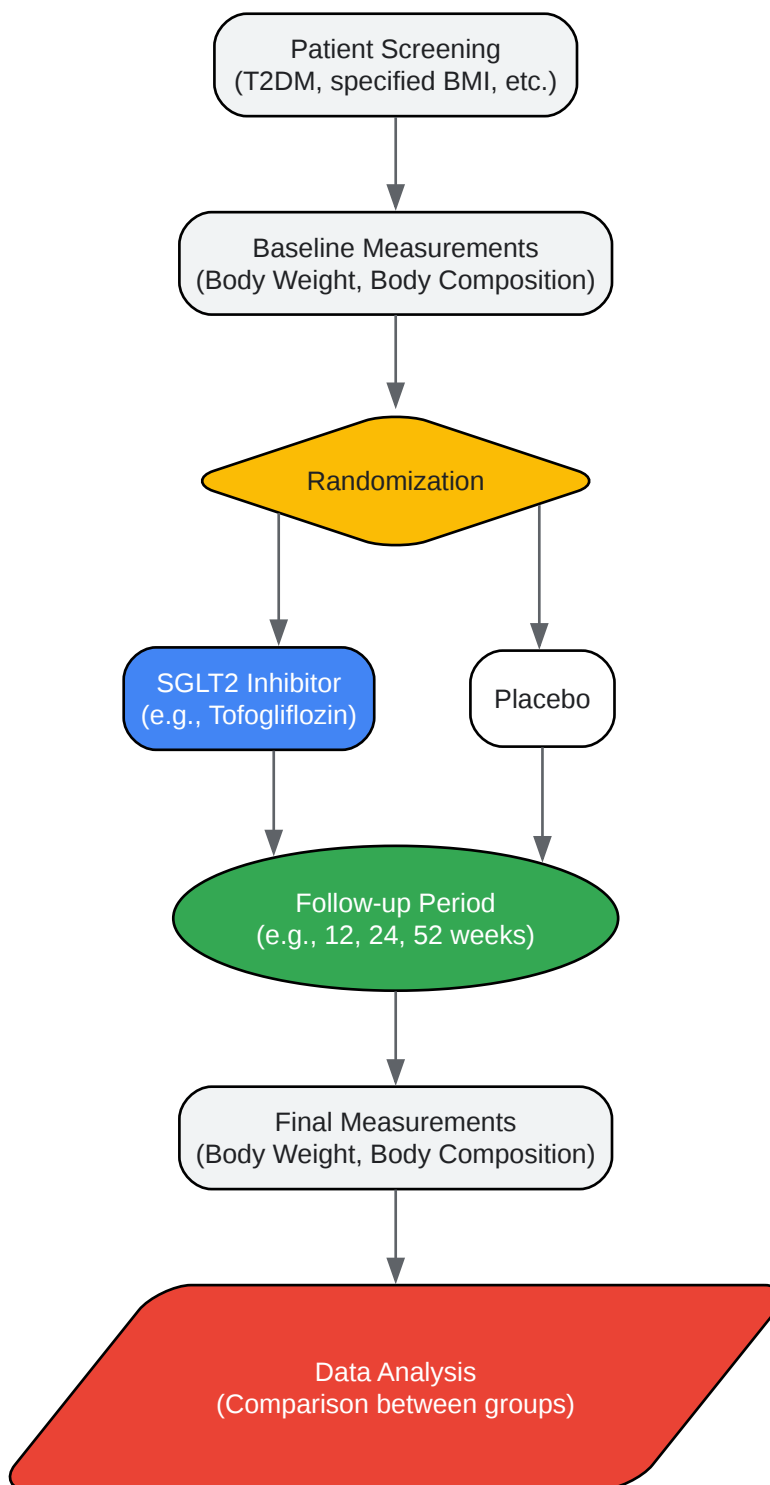 Patient Screening
(T2DM, specified BMI, etc.)
Baseline Measurements
(Body Weight, Body Composition)
Randomization
SGLT2 Inhibitor
(e.g., Tofogliflozin)
Placebo
Follow-up Period
(e.g., 12, 24, 52 weeks)
Final Measurements
(Body Weight, Body Composition)
Data Analysis
(Comparison between groups)